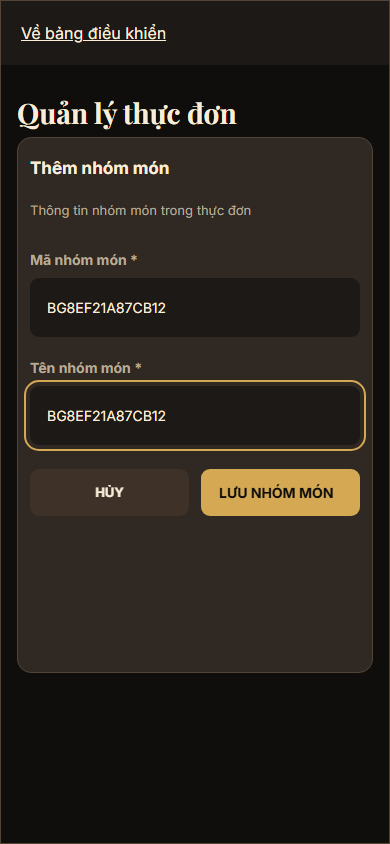 Về bảng điều khiển
Quản lý thực đơn
Thêm nhóm món
Thông tin nhóm món trong thực đơn
Mã nhóm món *
BG8EF21A87CB12
Tên nhóm món *
BG8EF21A87CB12
HỦY
LƯU NHÓM MÓN